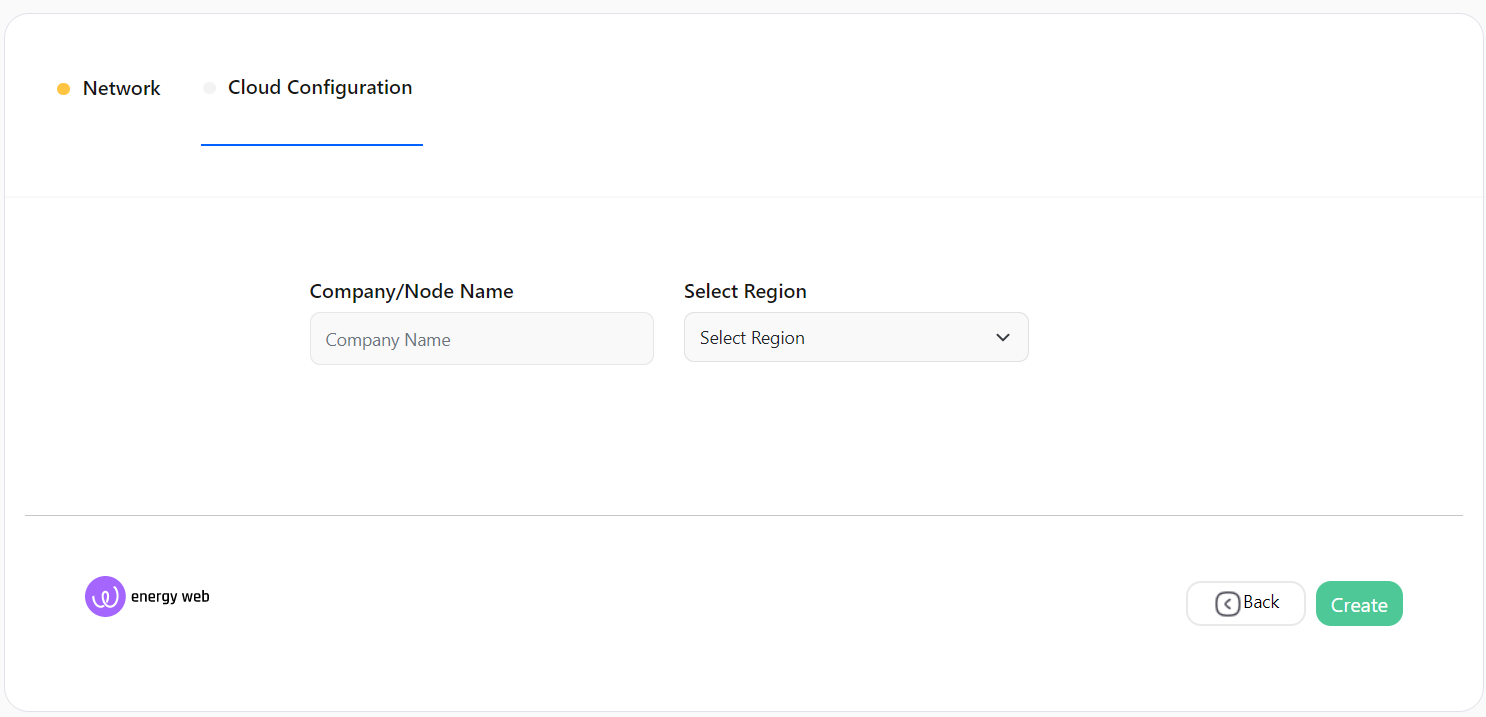 Network
Cloud Configuration
Company/Node Name
Select Region
Company Name
Select Region
energy web
Back
Create